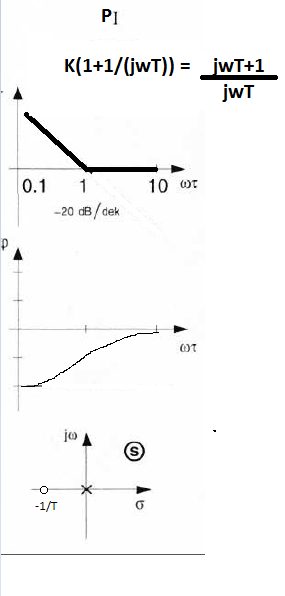 PI
K(1+1/(jwT)) = jwT+1
jwT
0.1 1 10 ωτ
-20 dB/dek
φ
ωτ
jω
S
-1/T σ